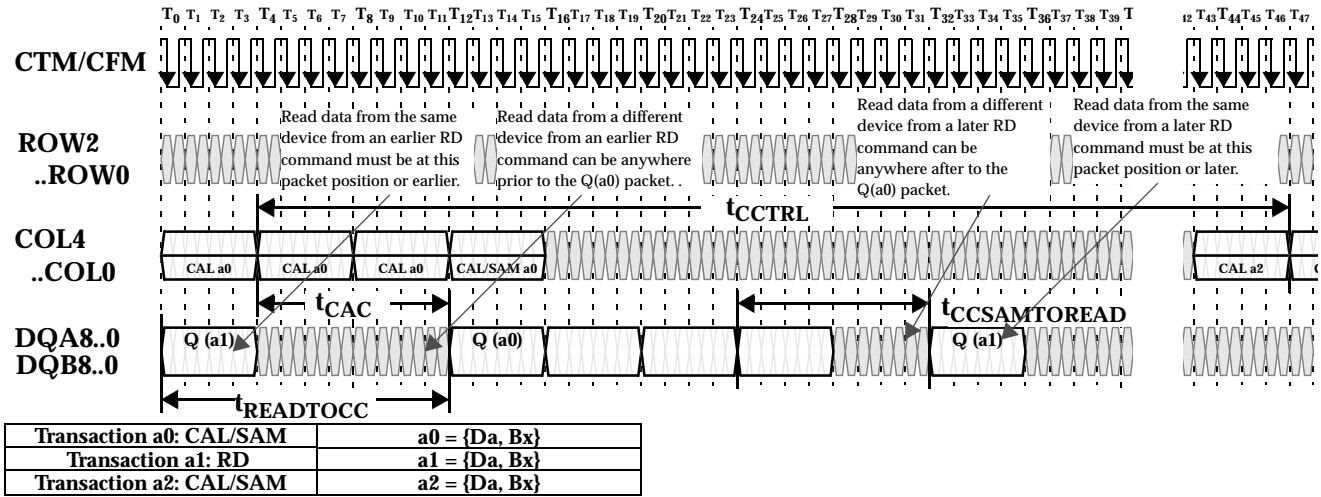 T0 T1 T2 T3 T4 T5 T6 T7 T8 T9 T10 T11 T12 T13 T14 T15 T16 T17 T18 T19 T20 T21 T22 T23 T24 T25 T26 T27 T28 T29 T30 T31 T32 T33 T34 T35 T36 T37 T38 T39 T 42 T43 T44 T45 T46 T47
CTM/CFM
Read data from the same
device from an earlier RD
command must be at this
packet position or earlier.
Read data from a different
device from an earlier RD
command can be anywhere
prior to the Q(a0) packet. .
Read data from a different
device from a later RD
command can be
anywhere after to the
Q(a0) packet.
Read data from the same
device from a later RD
command must be at this
packet position or later.
ROW2
..ROW0
tCCTRL
COL4
..COL0
CAL a0 CAL a0 CAL a0 CAL/SAM a0 CAL a2
tCAC
tCCSAMTOREAD
DQA8..0
DQB8..0
Q (a1) Q (a0) Q (a1)
tREADTOCC
Transaction a0: CAL/SAM a0 = {Da, Bx}
Transaction a1: RD a1 = {Da, Bx}
Transaction a2: CAL/SAM a2 = {Da, Bx}